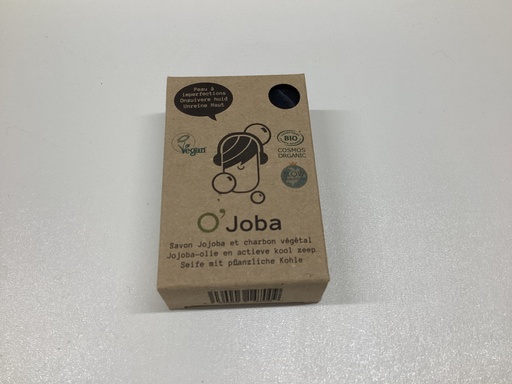 Peau à
imperfections
Onzuivere huid
Unreine Haut
Vegan
BIO
COSMOS
ORGANIC
O'Joba
Savon Jojoba et charbon végétal
Jojoba-olie en actieve kool zeep
Seife mit pflanzliche Kohle